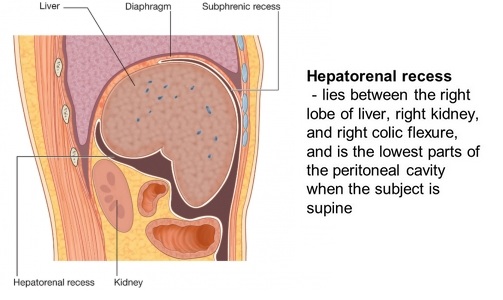 Liver
Diaphragm
Subphrenic recess
Hepatorenal recess
- lies between the right
lobe of liver, right kidney,
and right colic flexure,
and is the lowest parts of
the peritoneal cavity
when the subject is
supine
Hepatorenal recess
Kidney